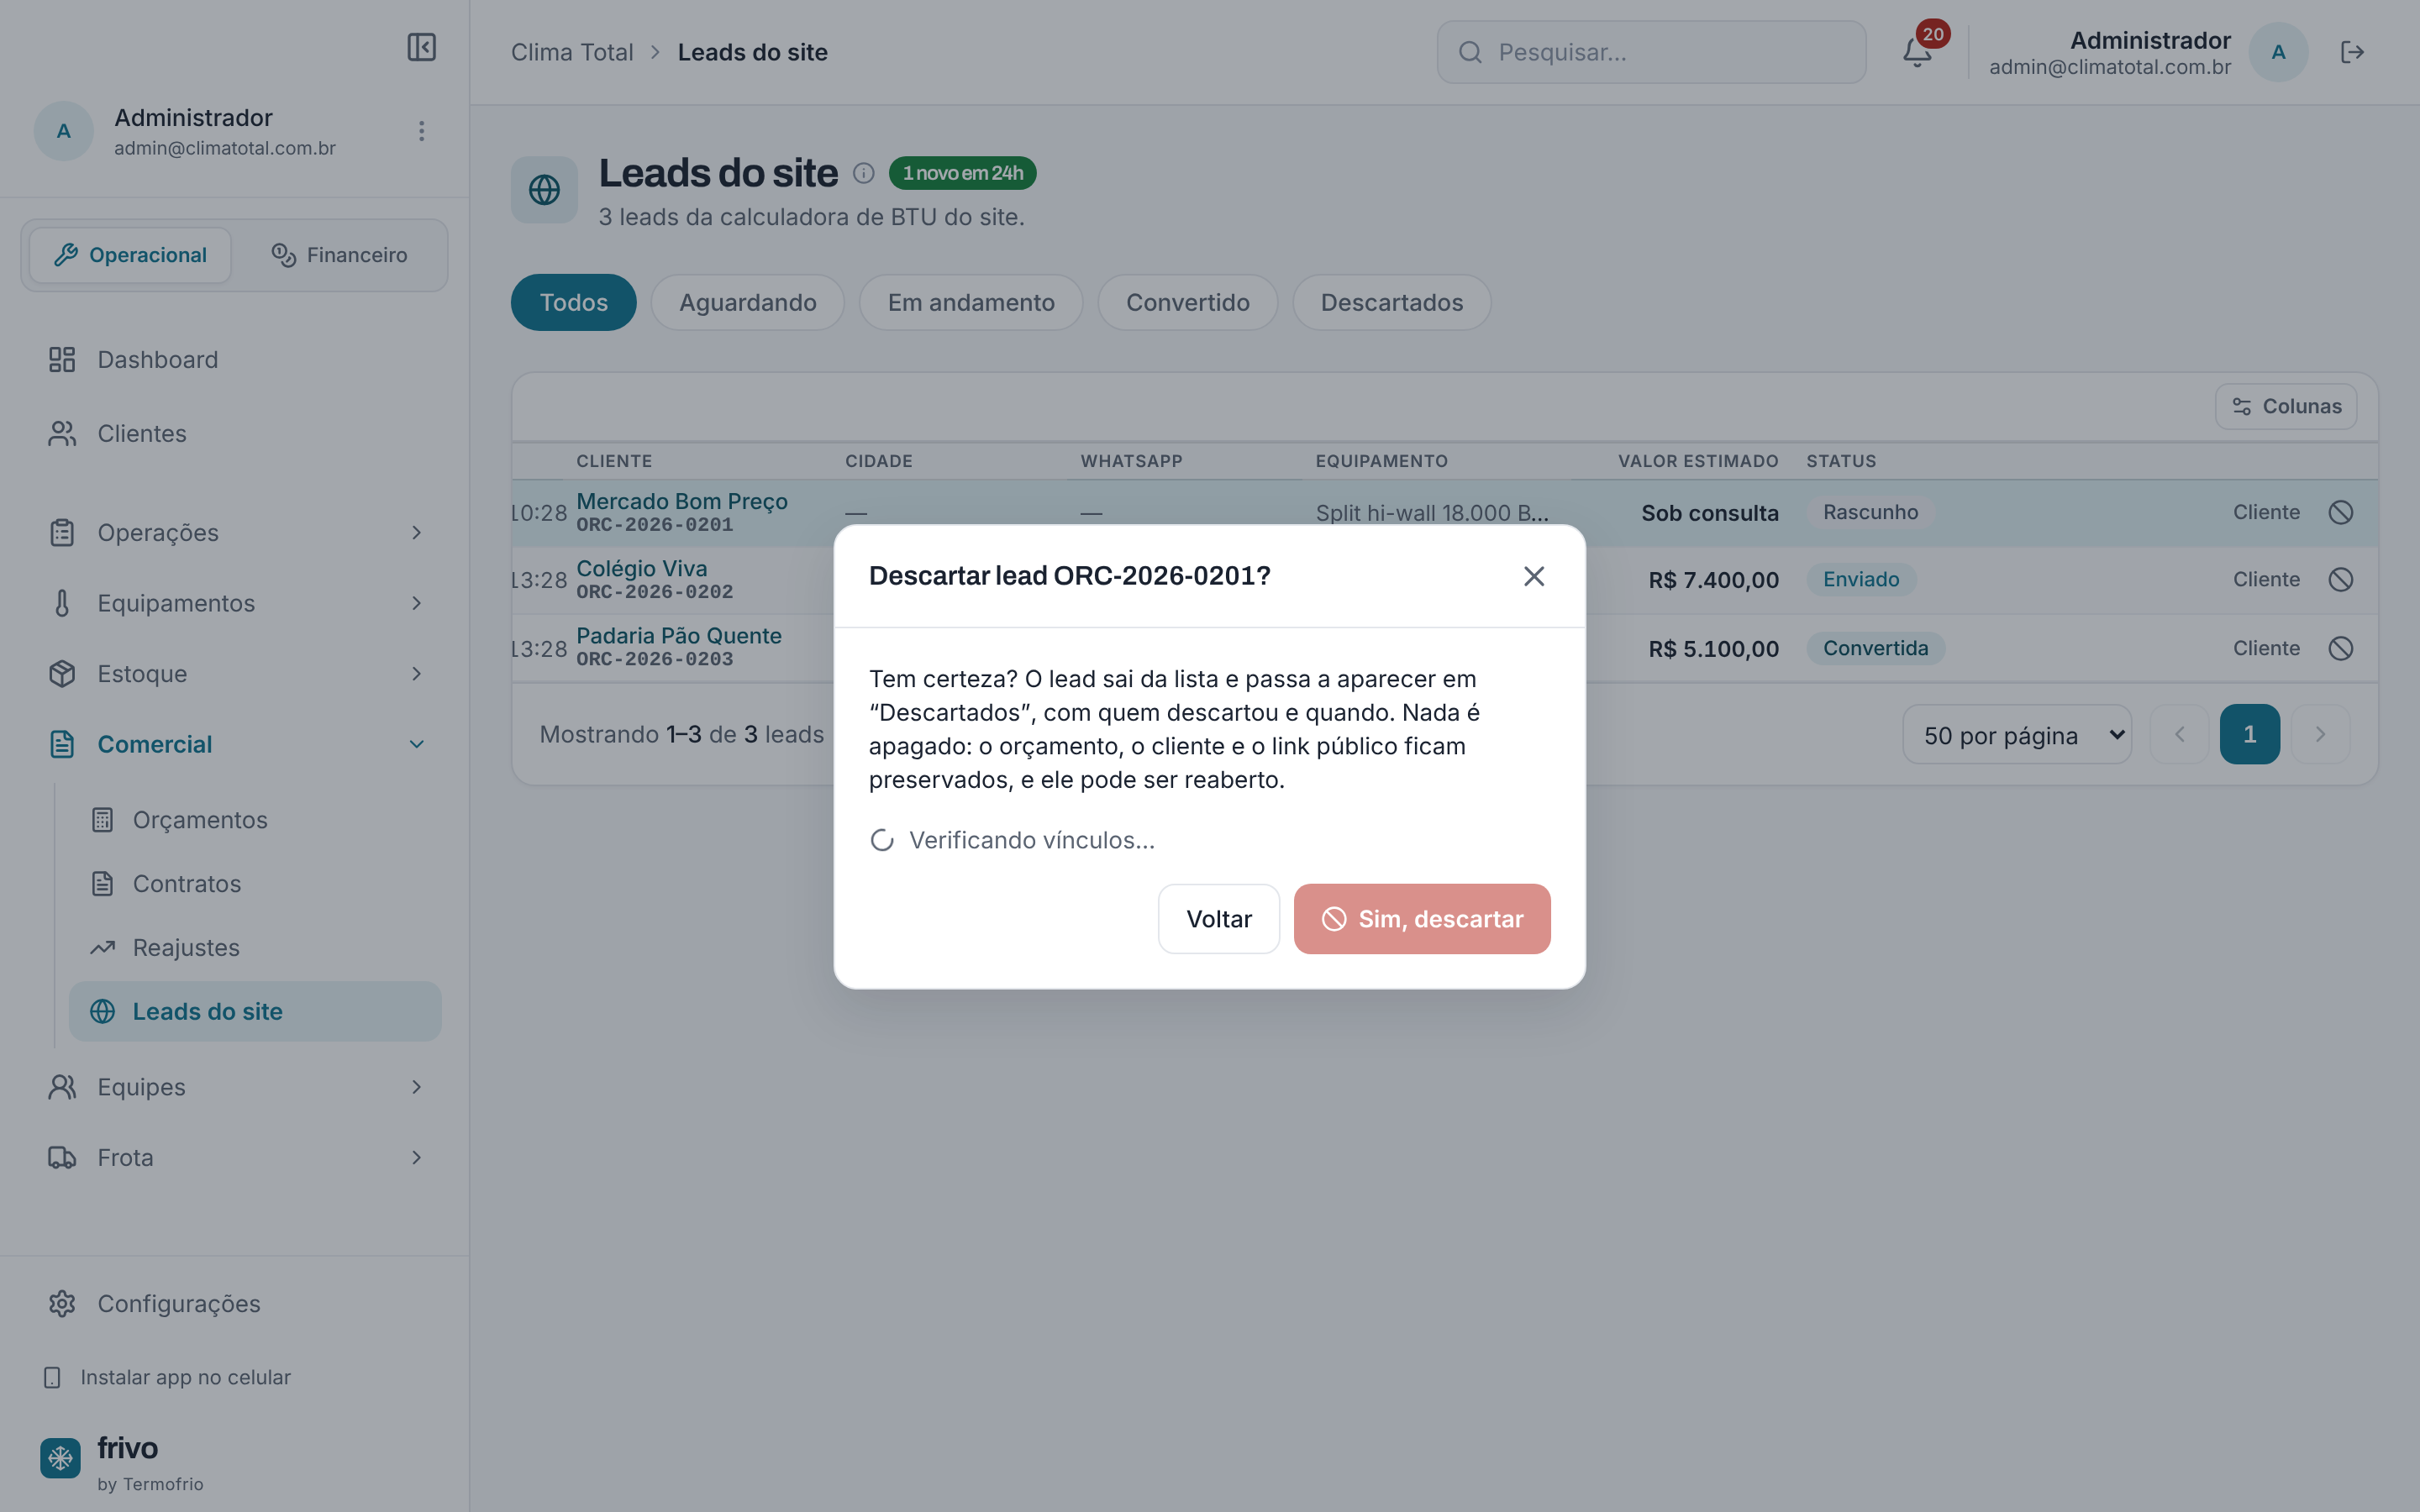 Clima Total > Leads do site
Pesquisar...
20
Administrador
admin@climatotal.com.br
A
A
Administrador
admin@climatotal.com.br
Operacional
Financeiro
Dashboard
Clientes
Operações
Equipamentos
Estoque
Comercial
Orçamentos
Contratos
Reajustes
Leads do site
Equipes
Frota
Configurações
Instalar app no celular
frivo
by Termofrio
Leads do site
1 novo em 24h
3 leads da calculadora de BTU do site.
Todos
Aguardando
Em andamento
Convertido
Descartados
Colunas
CLIENTE CIDADE WHATSAPP EQUIPAMENTO VALOR ESTIMADO STATUS
10:28 Mercado Bom Preço — — Split hi-wall 18.000 B... Sob consulta Rascunho Cliente
ORC-2026-0201
13:28 Colégio Viva R$ 7.400,00 Enviado Cliente
ORC-2026-0202
13:28 Padaria Pão Quente R$ 5.100,00 Convertida Cliente
ORC-2026-0203
Mostrando 1–3 de 3 leads
50 por página
1
Descartar lead ORC-2026-0201?
Tem certeza? O lead sai da lista e passa a aparecer em
“Descartados”, com quem descartou e quando. Nada é
apagado: o orçamento, o cliente e o link público ficam
preservados, e ele pode ser reaberto.
Verificando vínculos...
Voltar
Sim, descartar